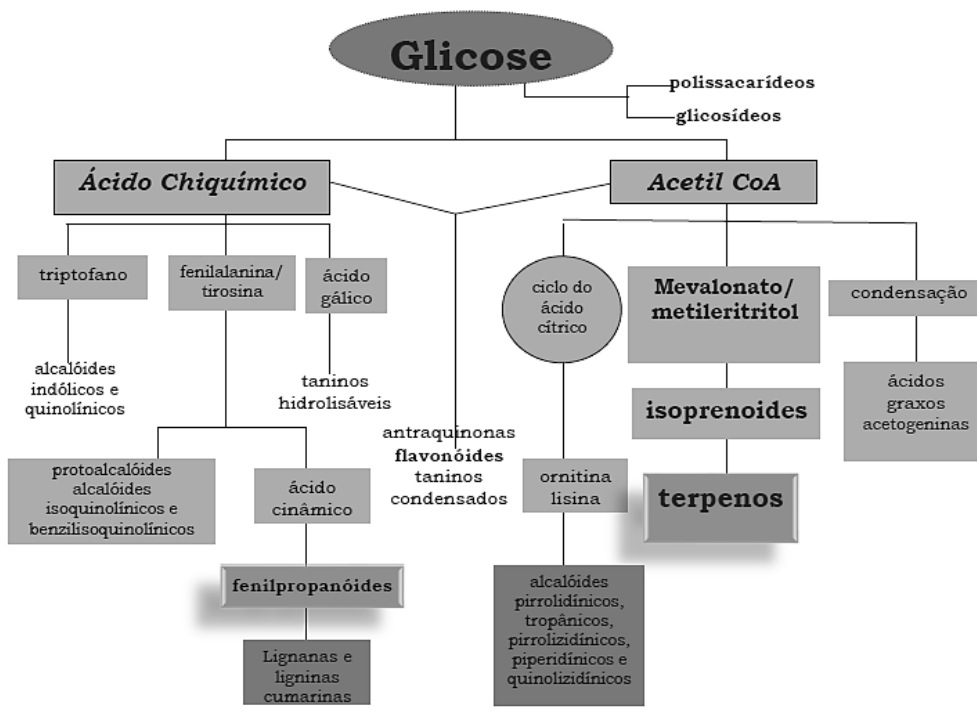 Glicose
polissacarídeos
glicosídeos
Ácido Chiquímico
Acetil CoA
triptofano
fenilalanina/
tirosina
ácido
gálico
ciclo do
ácido
cítrico
Mevalonato/
metileritritol
condensação
alcalóides
indólicos e
quinolínicos
taninos
hidrolisáveis
antraquinonas
flavonóides
taninos
condensados
isoprenoides
ácidos
graxos
acetogeninas
protoalcalóides
alcalóides
isoquinolínicos e
benzilisoquinolínicos
ácido
cinâmico
ornitina
lisina
terpenos
fenilpropanóides
alcalóides
pirrolidínicos,
tropânicos,
pirrolizidínicos,
piperidínicos e
quinolizidínicos
Lignanas e
ligninas
cumarinas